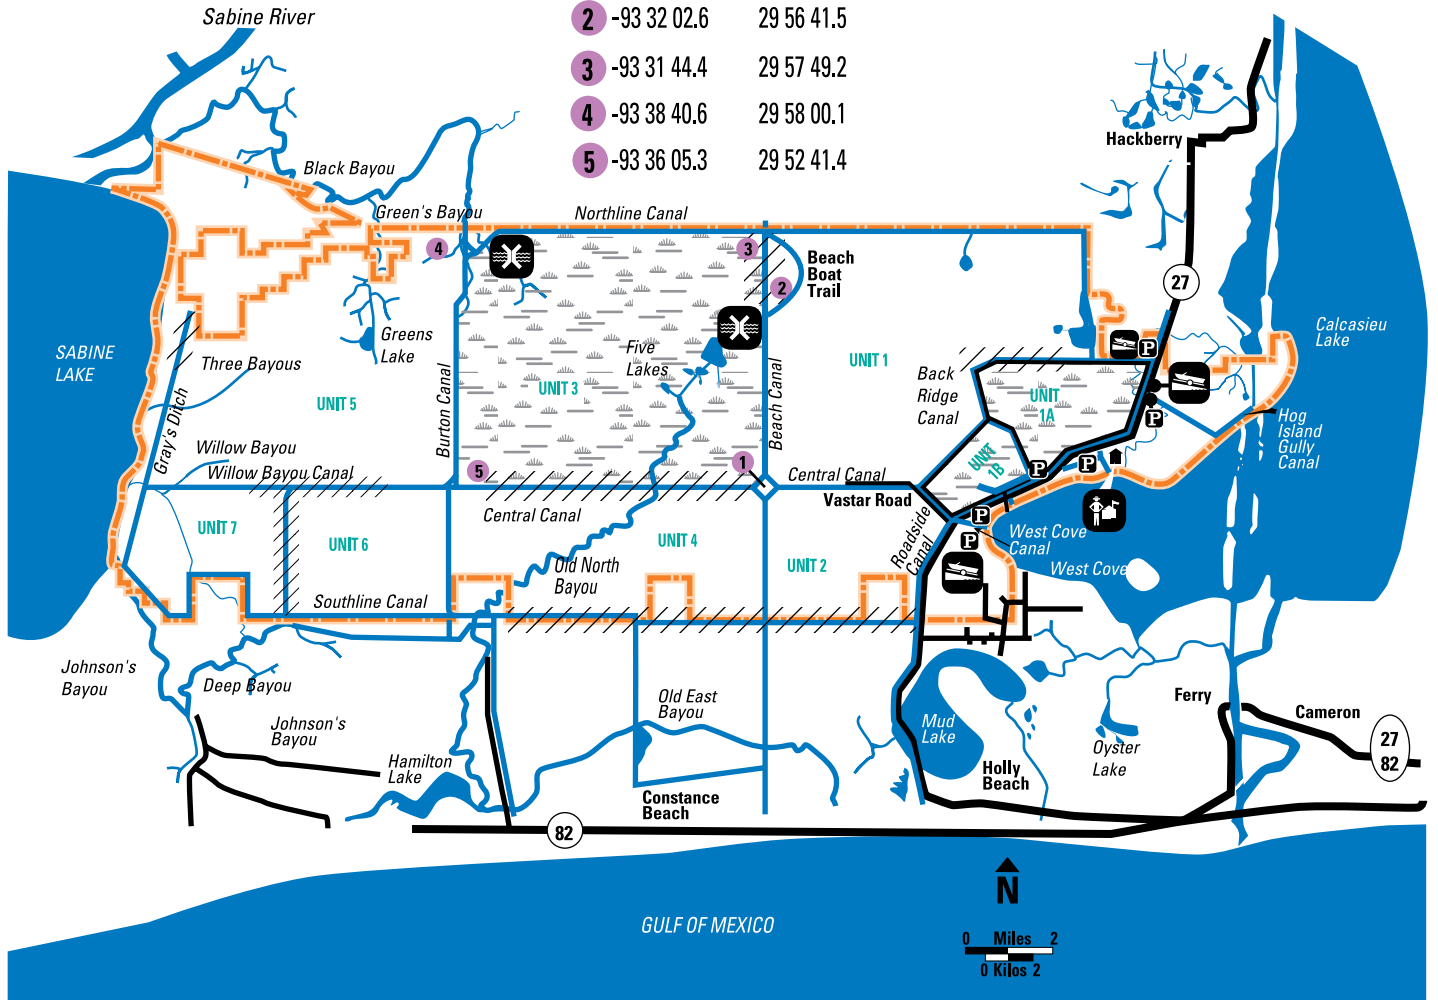 Sabine River
2 -93 32 02.6 29 56 41.5
3 -93 31 44.4 29 57 49.2
4 -93 38 40.6 29 58 00.1
5 -93 36 05.3 29 52 41.4
Hackberry
Black Bayou
Green's Bayou
Northline Canal
4
3
2
Beach
Boat
Trail
27
Calcasieu
Lake
SABINE
LAKE
Greens
Lake
Three Bayous
Five
Lakes
UNIT 1
UNIT 3
UNIT 5
Burton Canal
Beach Canal
Back
Ridge
Canal
UNIT
1A
P
P
Hog
Island
Gully
Canal
Gray's Ditch
Willow Bayou
Willow Bayou Canal
5
1
Central Canal
Vastar Road
UNIT
1B
P
P
Central Canal
UNIT 7
UNIT 6
UNIT 4
UNIT 2
Roadside
Canal
P
P
West Cove
Canal
West Cove
Old North
Bayou
Southline Canal
Johnson's
Bayou
Deep Bayou
Johnson's
Bayou
Old East
Bayou
Hamilton
Lake
Constance
Beach
Mud
Lake
Holly
Beach
Oyster
Lake
Ferry
Cameron
27
82
82
N
GULF OF MEXICO
0 Miles 2
0 Kilos 2